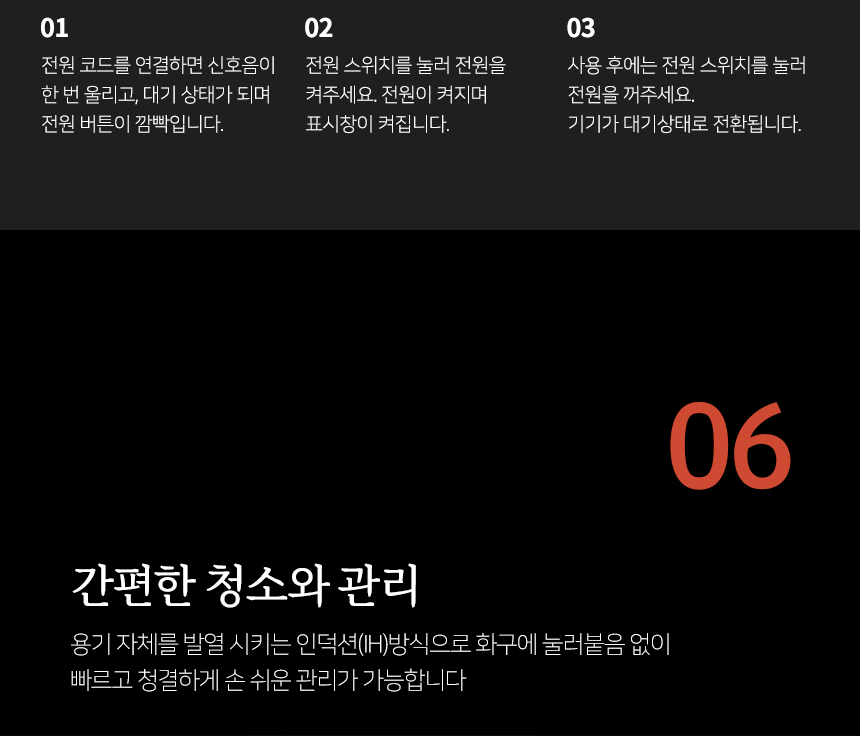 01
전원 코드를 연결하면 신호음이
한 번 울리고, 대기 상태가 되며
전원 버튼이 깜빡입니다.
02
전원 스위치를 눌러 전원을
켜주세요. 전원이 켜지며
표시창이 켜집니다.
03
사용 후에는 전원 스위치를 눌러
전원을 꺼주세요.
기기가 대기상태로 전환됩니다.
06
간편한 청소와 관리
용기 자체를 발열 시키는 인덕션(IH)방식으로 화구에 눌러붙음 없이
빠르고 청결하게 손 쉬운 관리가 가능합니다